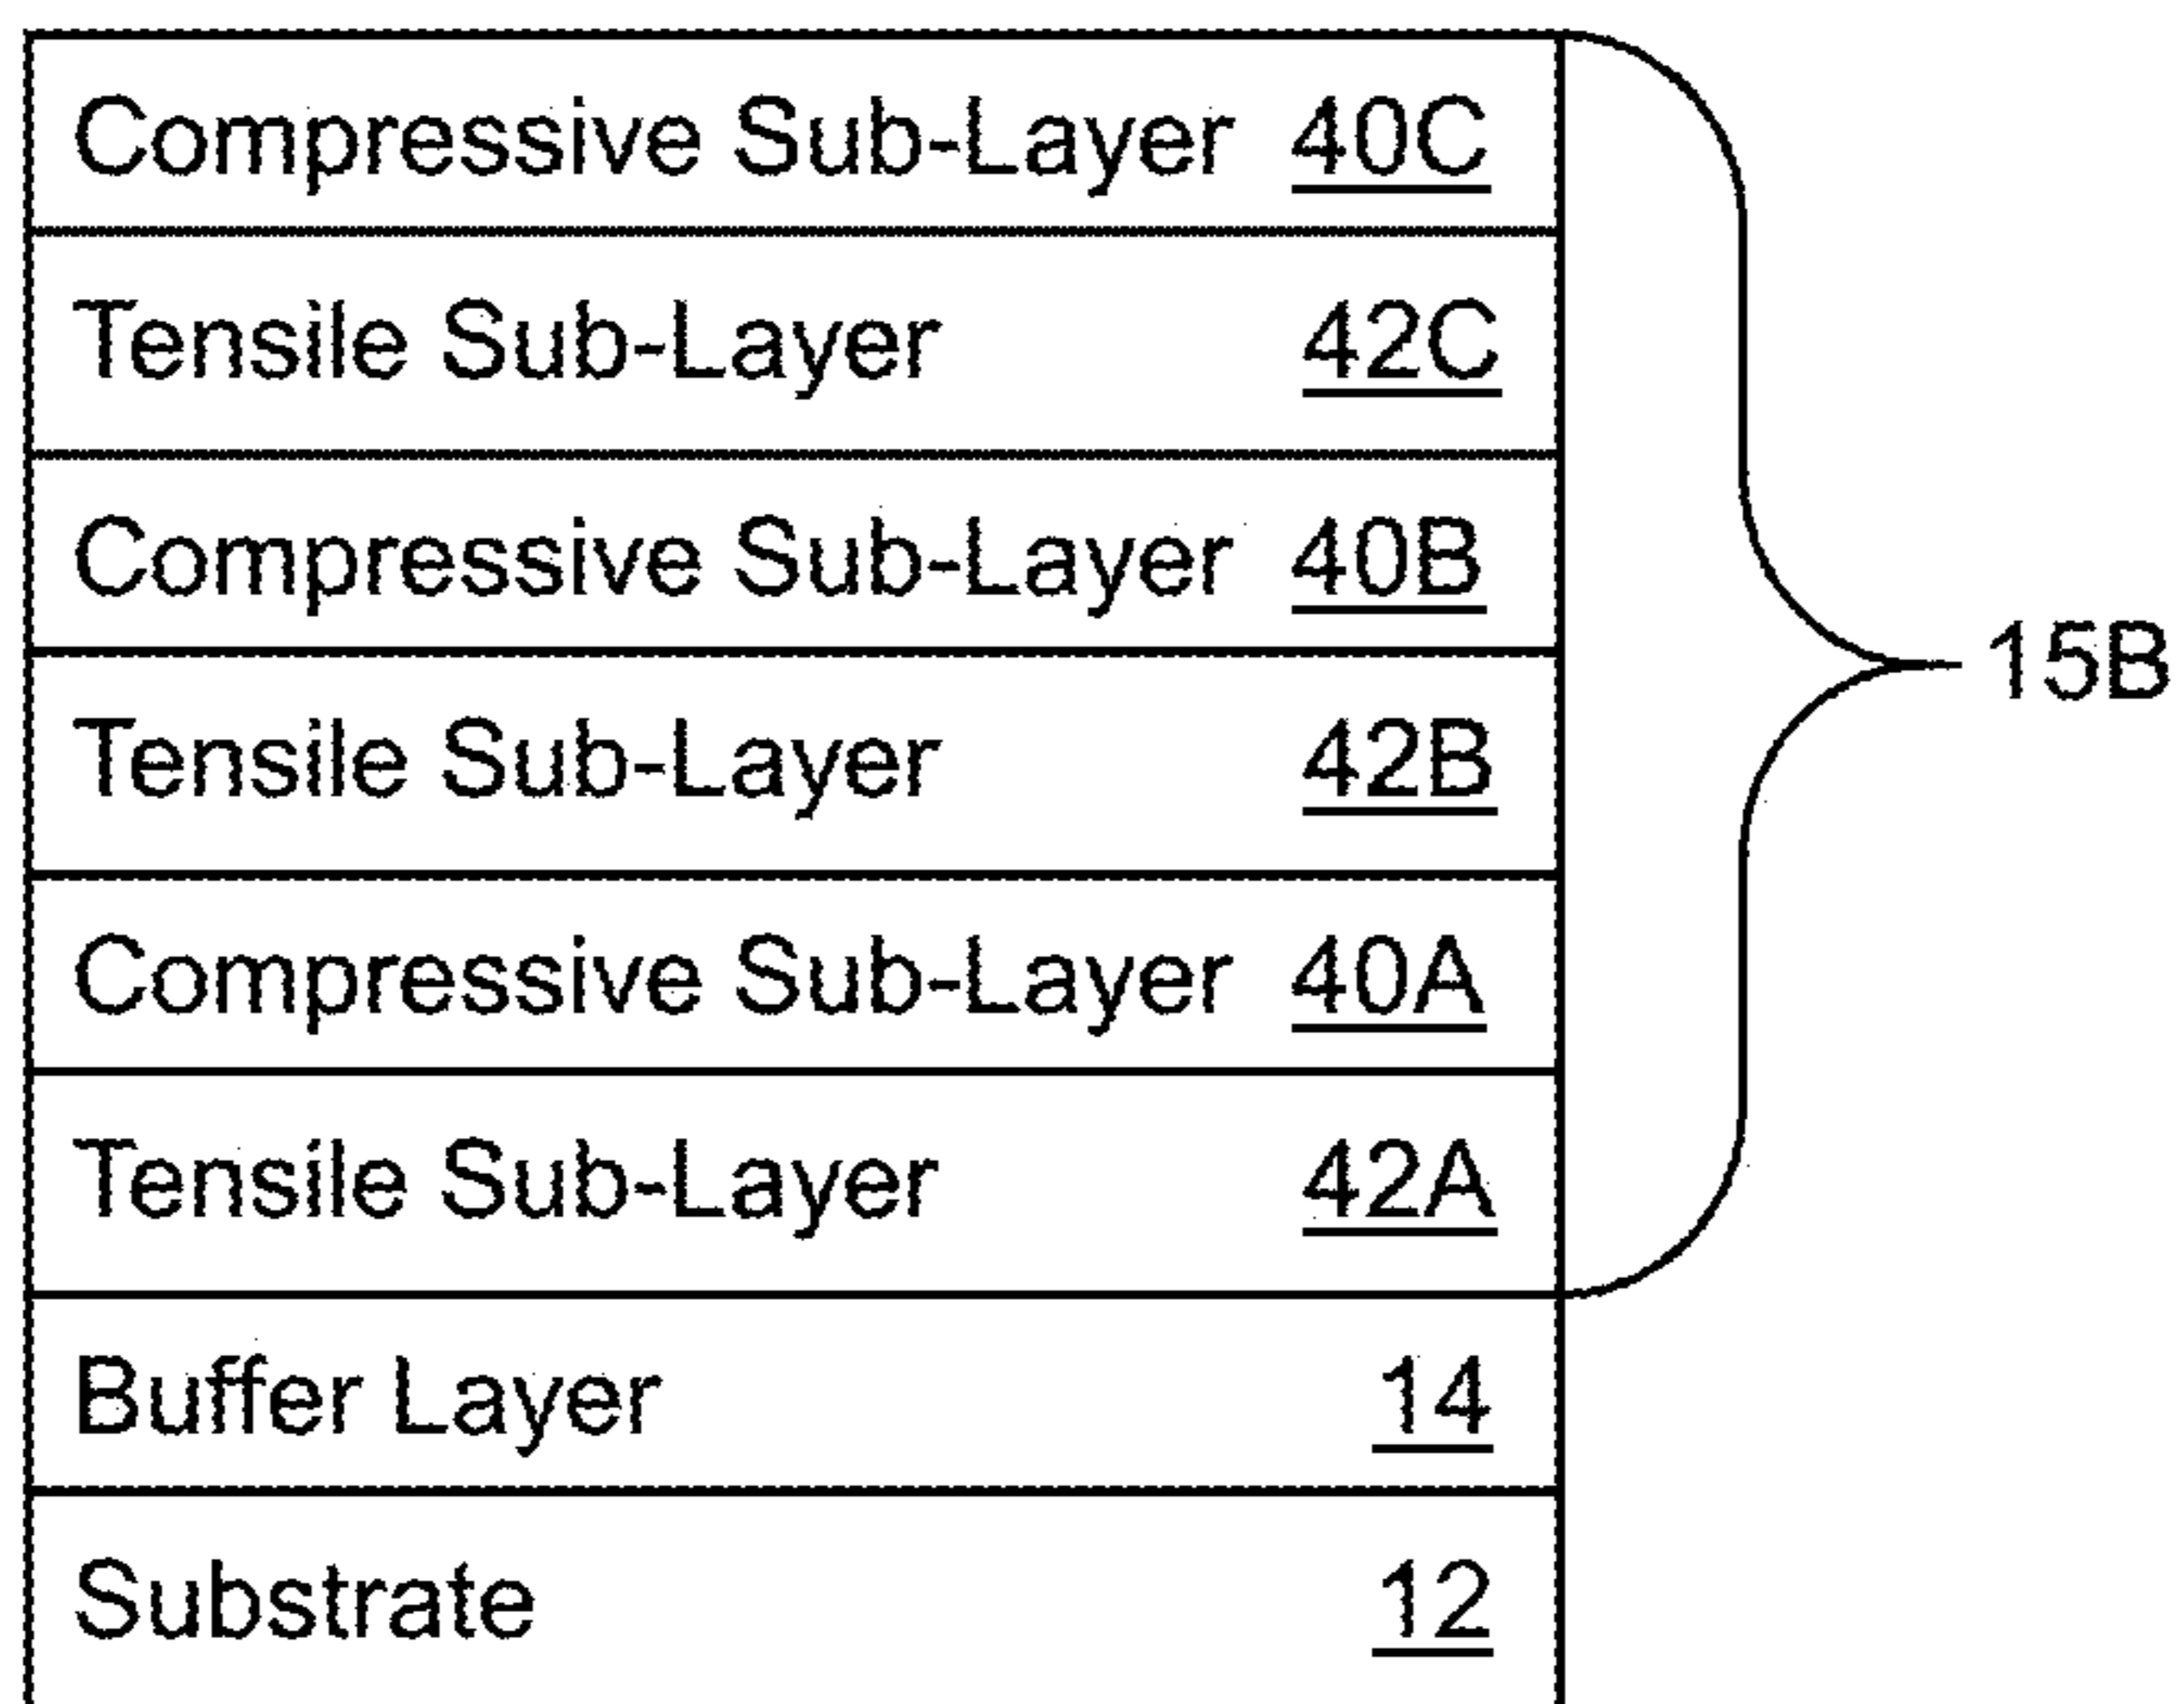 Compressive Sub-Layer 40C
Tensile Sub-Layer 42C
Compressive Sub-Layer 40B
15B
Tensile Sub-Layer 42B
Compressive Sub-Layer 40A
Tensile Sub-Layer 42A
Buffer Layer 14
Substrate 12